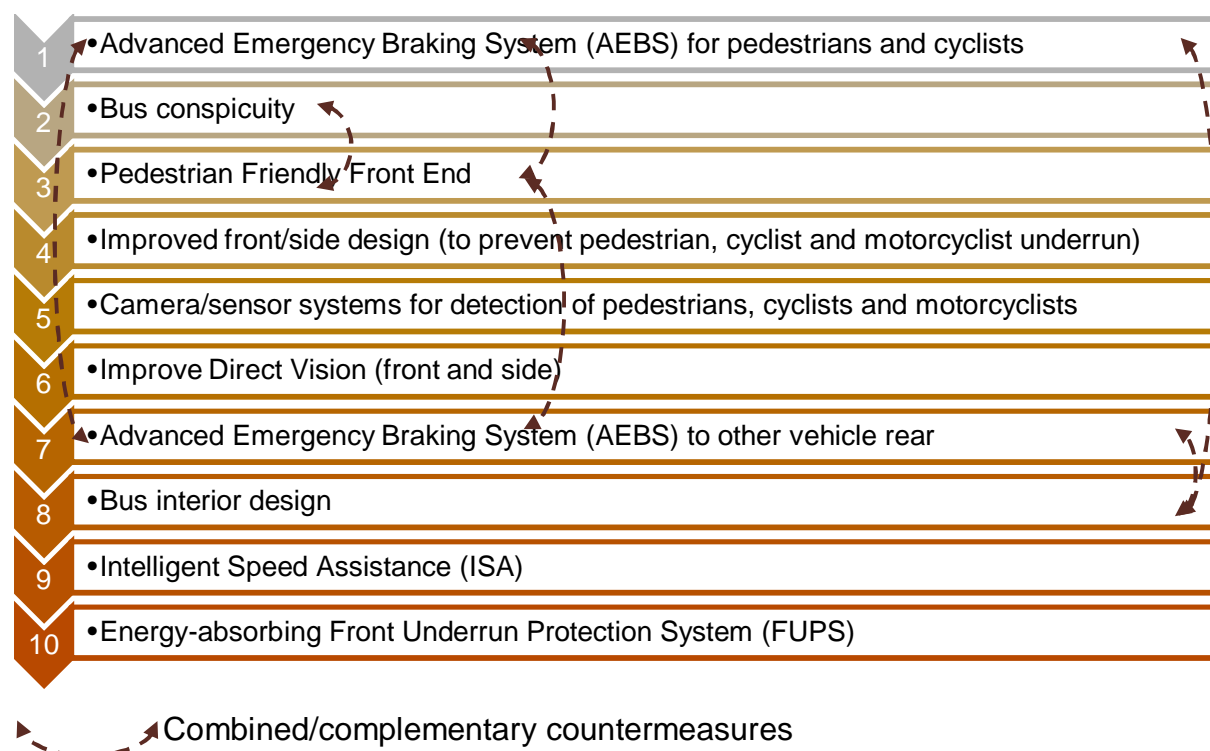 1 •Advanced Emergency Braking System (AEBS) for pedestrians and cyclists
2 •Bus conspicuity
3 •Pedestrian Friendly Front End
4 •Improved front/side design (to prevent pedestrian, cyclist and motorcyclist underrun)
5 •Camera/sensor systems for detection of pedestrians, cyclists and motorcyclists
6 •Improve Direct Vision (front and side)
7 •Advanced Emergency Braking System (AEBS) to other vehicle rear
8 •Bus interior design
9 •Intelligent Speed Assistance (ISA)
10 •Energy-absorbing Front Underrun Protection System (FUPS)
Combined/complementary countermeasures